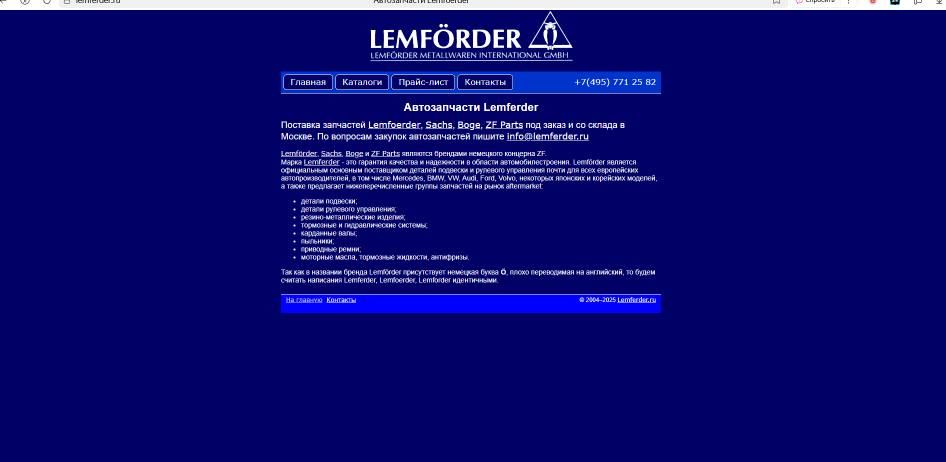 lemferder.ru
Автозапчасти Lemfoerder
Спросить
LEMFÖRDER
LEMFÖRDER METALLWAREN INTERNATIONAL GMBH
Главная Каталоги Прайс-лист Контакты +7(495) 771 25 82
Автозапчасти Lemferder
Поставка запчастей Lemfoerder, Sachs, Boge, ZF Parts под заказ и со склада в
Москве. По вопросам закупок автозапчастей пишите info@lemferder.ru
Lemförder, Sachs, Boge и ZF Parts являются брендами немецкого концерна ZF.
Марка Lemferder - это гарантия качества и надежности в области автомобилестроения. Lemförder является
официальным основным поставщиком деталей подвески и рулевого управления почти для всех европейских
автопроизводителей, в том числе Mercedes, BMW, VW, Audi, Ford, Volvo, некоторых японских и корейских моделей,
а также предлагает нижеперечисленные группы запчастей на рынок aftermarket:
• детали подвески;
• детали рулевого управления;
• резино-металлические изделия;
• тормозные и гидравлические системы;
• карданные валы;
• пыльники;
• приводные ремни;
• моторные масла, тормозные жидкости, антифризы.
Так как в названии бренда Lemförder присутствует немецкая буква Ö, плохо переводимая на английский, то будем
считать написания Lemferder, Lemfoerder, Lemforder идентичными.
На главную Контакты © 2004–2025 Lemferder.ru